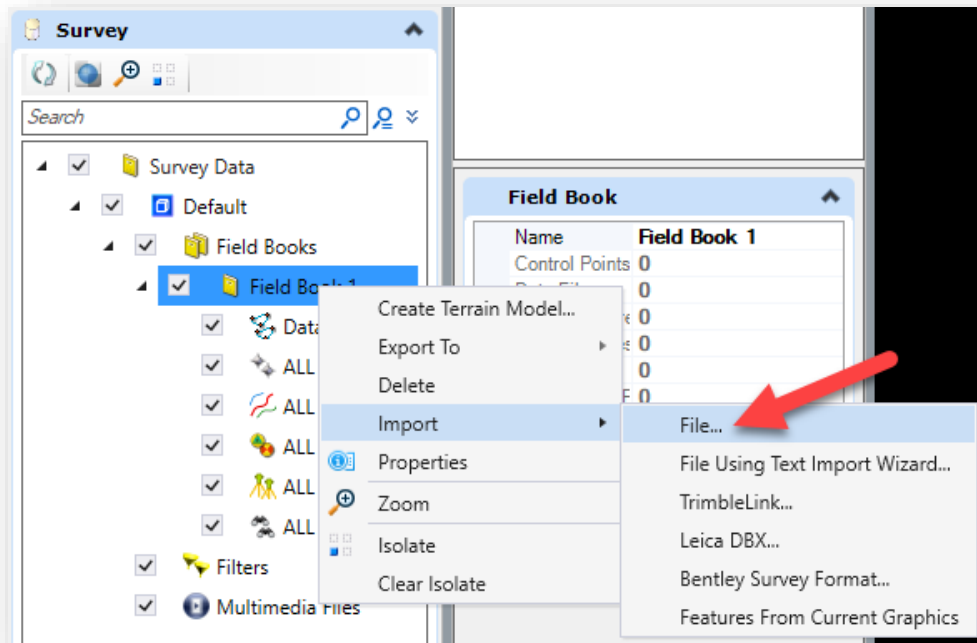 Survey
Search
Survey Data
Default
Field Books
Field Book 1
Data
ALL
ALL
ALL
ALL
ALL
Filters
Multimedia Files
Create Terrain Model...
Export To
Delete
Import
Properties
Zoom
Isolate
Clear Isolate
Field Book
Name Field Book 1
Control Points 0
0
0
0
0
0
File...
File Using Text Import Wizard...
TrimbleLink...
Leica DBX...
Bentley Survey Format...
Features From Current Graphics